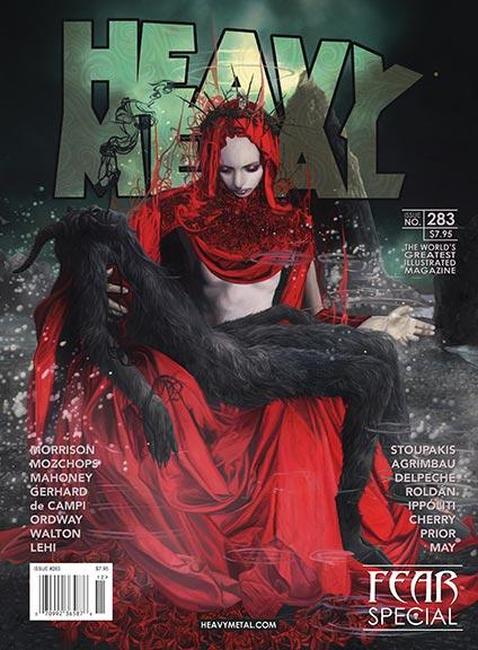 HEAVY
METAL
ISSUE NO. 283
$7.95
THE WORLD'S
GREATEST
ILLUSTRATED
MAGAZINE
MORRISON
MOZCHOPS
MAHONEY
GERHARD
de CAMPI
ORDWAY
WALTON
LEHI
STOUPAKIS
AGRIMBAU
DELPECHE
ROLDÁN
IPPÓLITI
CHERRY
PRIOR
MAY
ISSUE #283 $7.95
FEAR
SPECIAL
HEAVYMETAL.COM